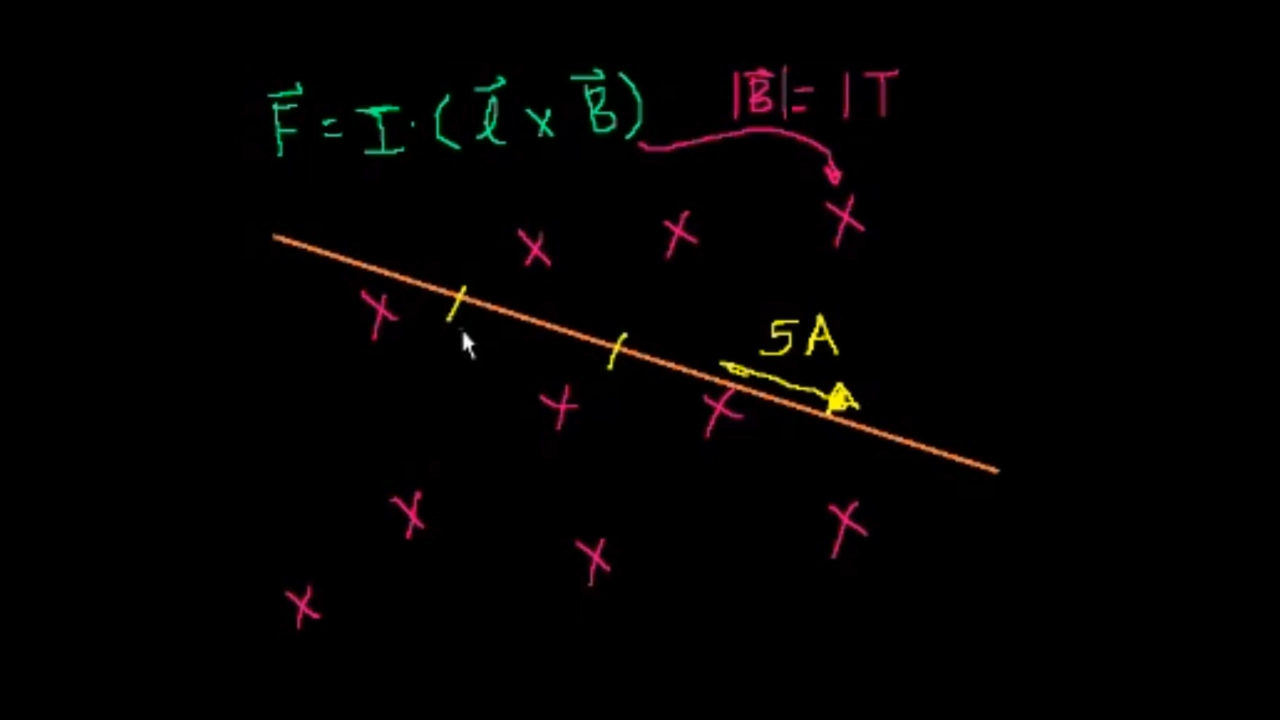 F⃗ = I · (l⃗ x B⃗) |B⃗| = 1T
x x x
x
5A
x x
x x
x
x